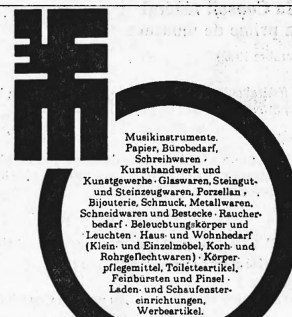 Musikinstrumente.
Papier, Bürobedarf,
Schreibwaren ·
Kunsthandwerk und
Kunstgewerbe · Glaswaren, Steingut-
und Steinzeugwaren, Porzellan ·
Bijouterie, Schmuck, Metallwaren,
Schneidwaren und Bestecke · Raucher-
bedarf · Beleuchtungskörper und
Leuchten · Haus- und Wohnbedarf
(Klein- und Einzelmöbel, Korb- und
Rohrgeflechtwaren) · Körper-
pflegemittel, Toiletteartikel,
Feinbürsten und Pinsel ·
Laden- und Schaufenster-
einrichtungen,
Werbeartikel.